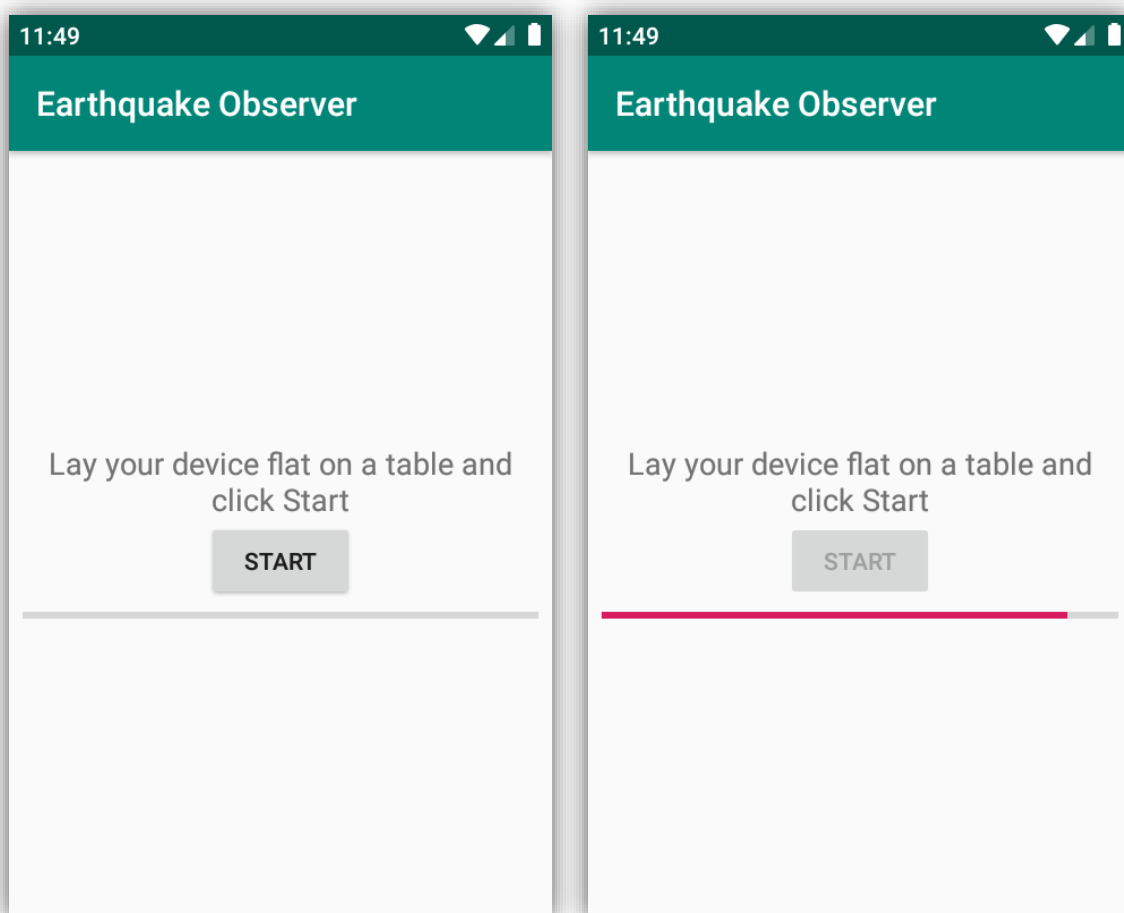 11:49
Earthquake Observer
Lay your device flat on a table and
click Start
START
11:49
Earthquake Observer
Lay your device flat on a table and
click Start
START